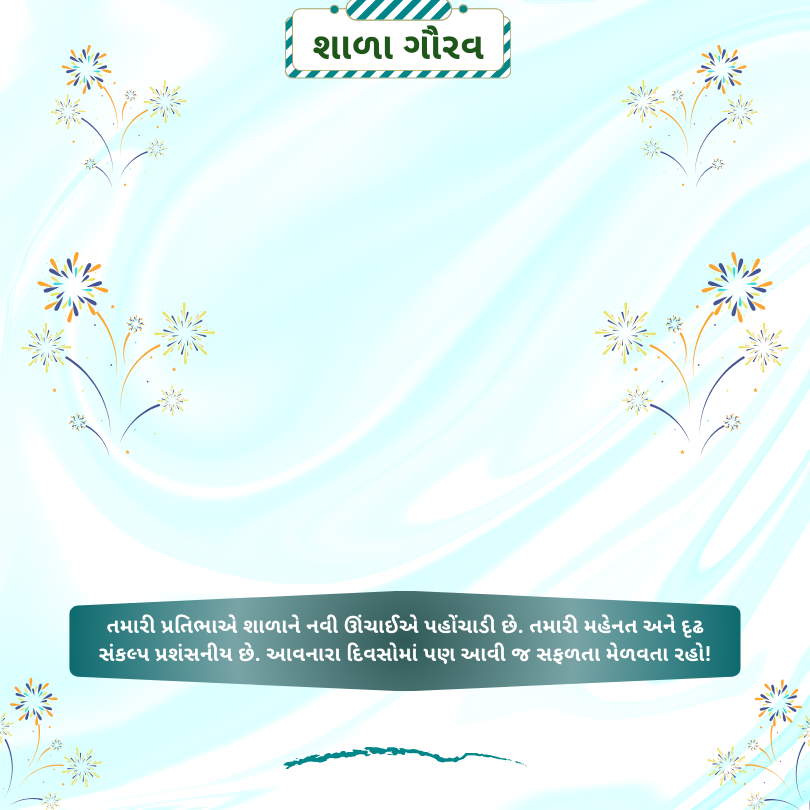 શાળા ગૌરવ
તમારી પ્રતિભાએ શાળાને નવી ઊંચાઈએ પહોંચાડી છે. તમારી મહેનત અને દૃઢ
સંકલ્પ પ્રશંસનીય છે. આવનારા દિવસોમાં પણ આવી જ સફળતા મેળવતા રહો!